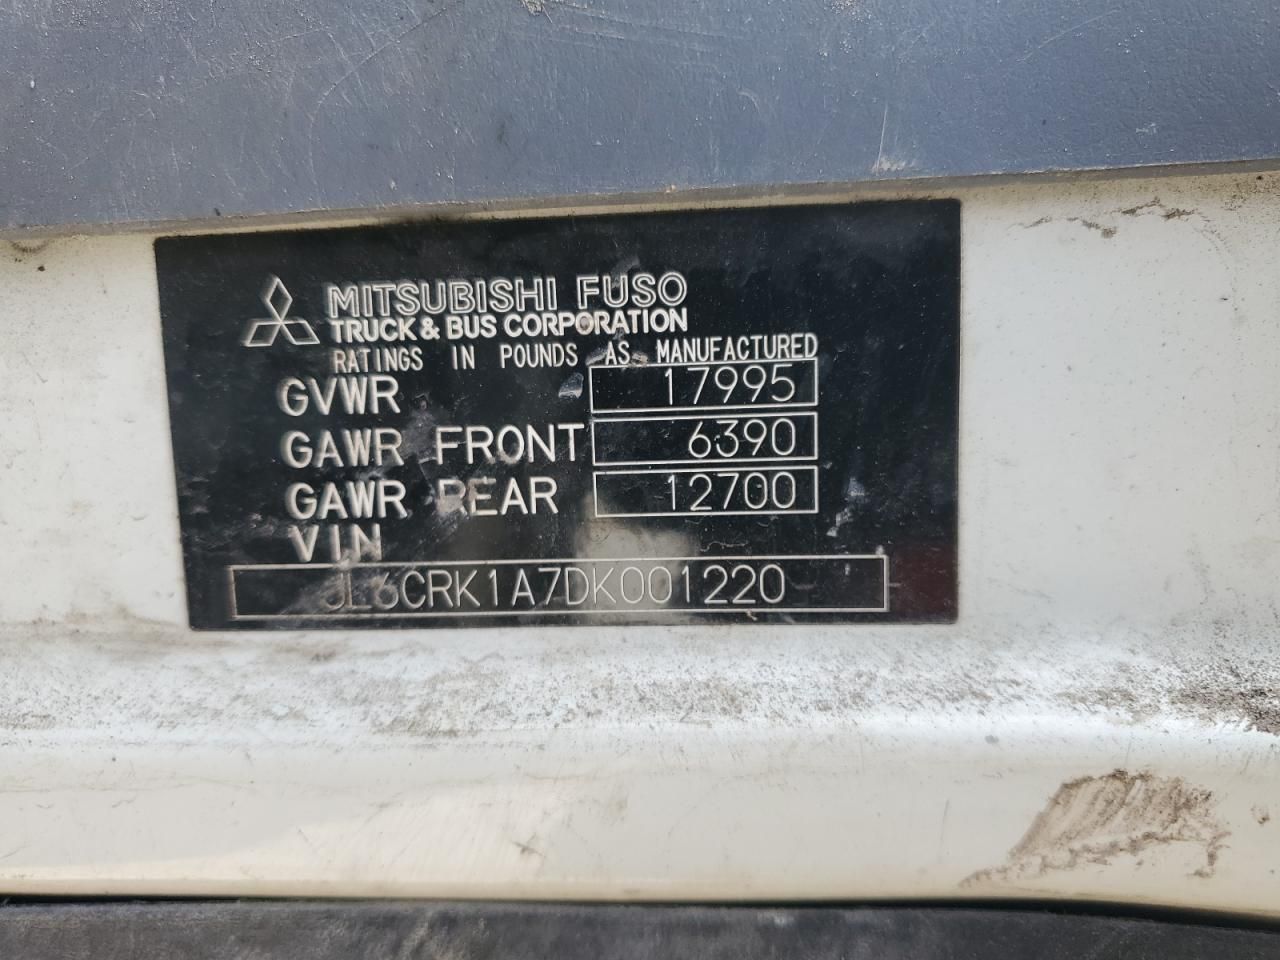 MITSUBISHI FUSO
TRUCK & BUS CORPORATION
RATINGS IN POUNDS AS MANUFACTURED
GVWR 17995
GAWR FRONT 6390
GAWR REAR 12700
VIN
JL6CRK1A7DK001220